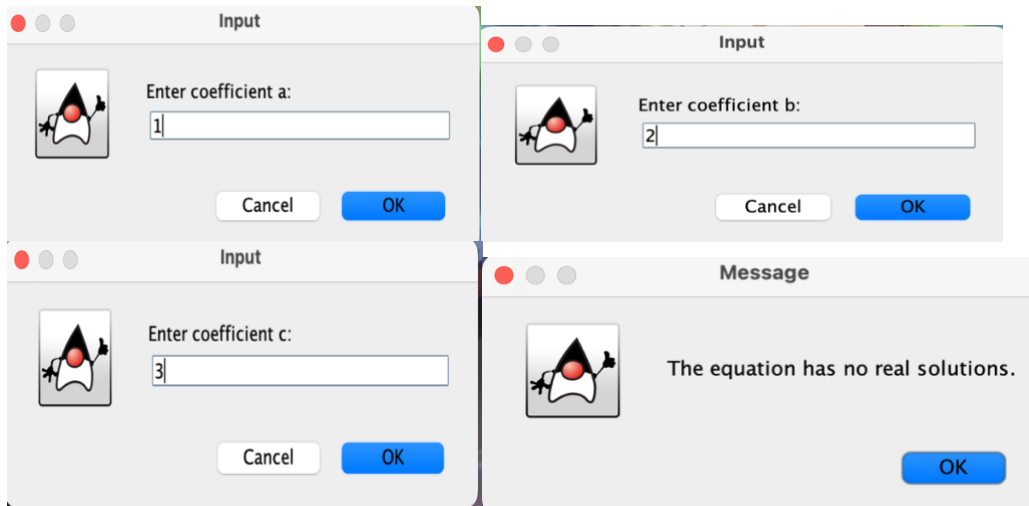 Input
Enter coefficient a:
1
Cancel OK
Input
Enter coefficient b:
2
Cancel OK
Input
Enter coefficient c:
3
Cancel OK
Message
The equation has no real solutions.
OK